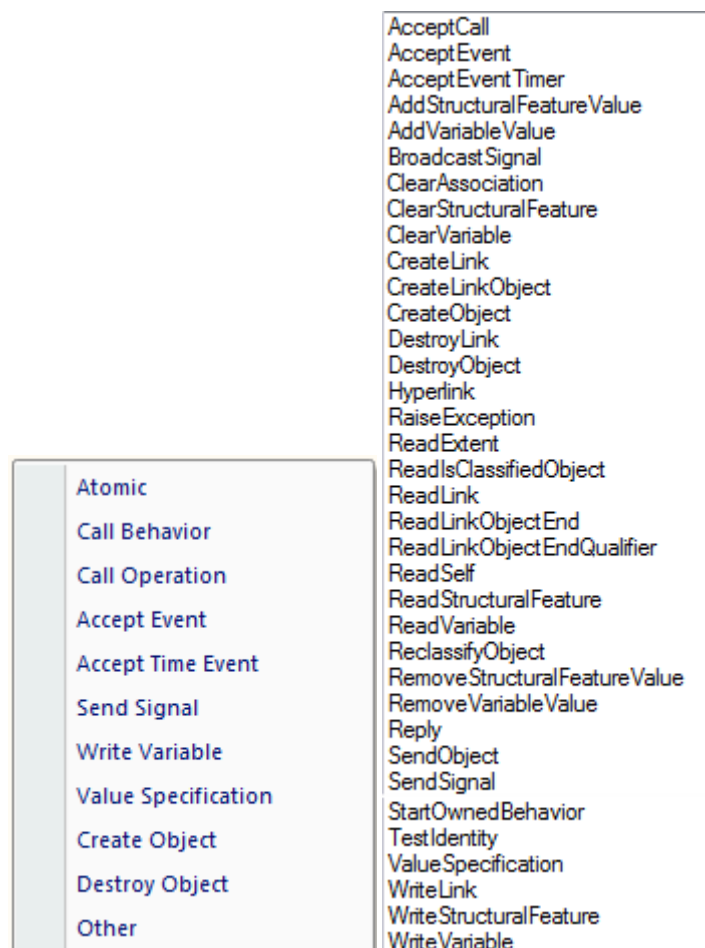 AcceptCall
AcceptEvent
AcceptEventTimer
AddStructuralFeatureValue
AddVariableValue
BroadcastSignal
ClearAssociation
ClearStructuralFeature
ClearVariable
CreateLink
CreateLinkObject
CreateObject
DestroyLink
DestroyObject
Hyperlink
RaiseException
ReadExtent
ReadIsClassifiedObject
ReadLink
ReadLinkObjectEnd
ReadLinkObjectEndQualifier
ReadSelf
ReadStructuralFeature
ReadVariable
ReclassifyObject
RemoveStructuralFeatureValue
RemoveVariableValue
Reply
SendObject
SendSignal
StartOwnedBehavior
TestIdentity
ValueSpecification
WriteLink
WriteStructuralFeature
WriteVariable
Atomic
Call Behavior
Call Operation
Accept Event
Accept Time Event
Send Signal
Write Variable
Value Specification
Create Object
Destroy Object
Other